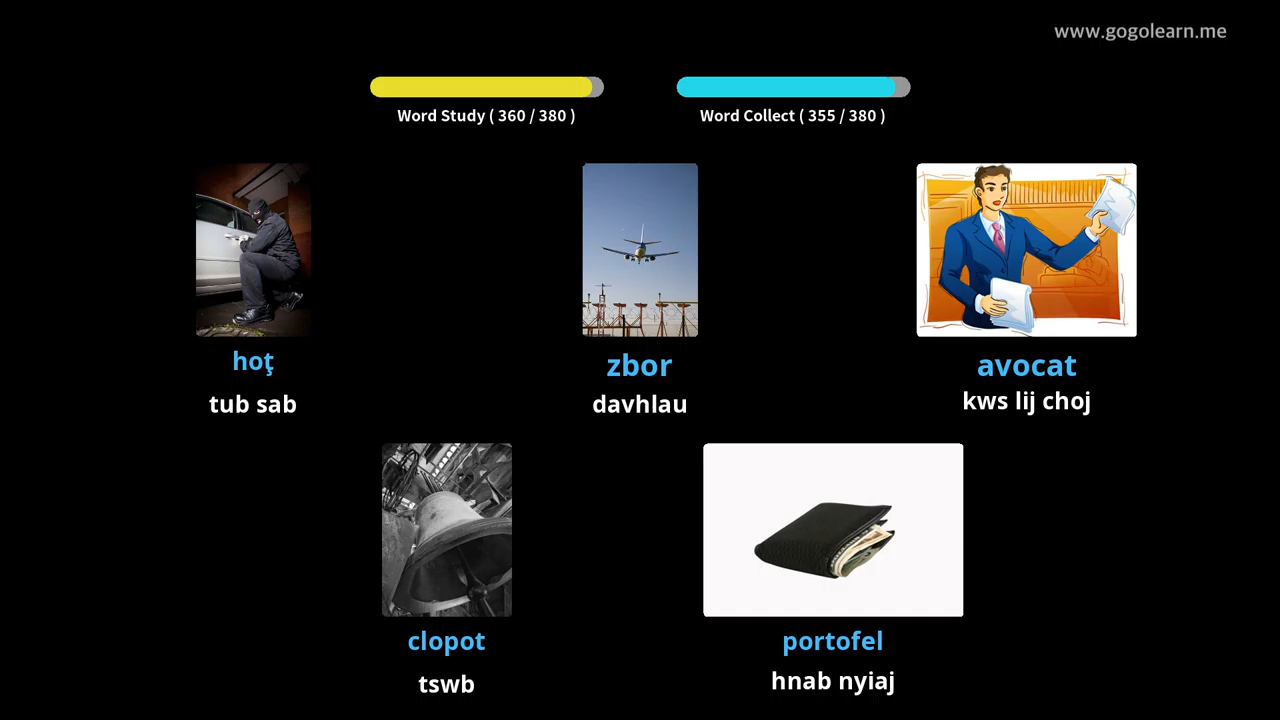 www.gogolearn.me
Word Study ( 360 / 380 )
Word Collect ( 355 / 380 )
hoţ
zbor
avocat
tub sab
davhlau
kws lij choj
clopot
portofel
tswb
hnab nyiaj